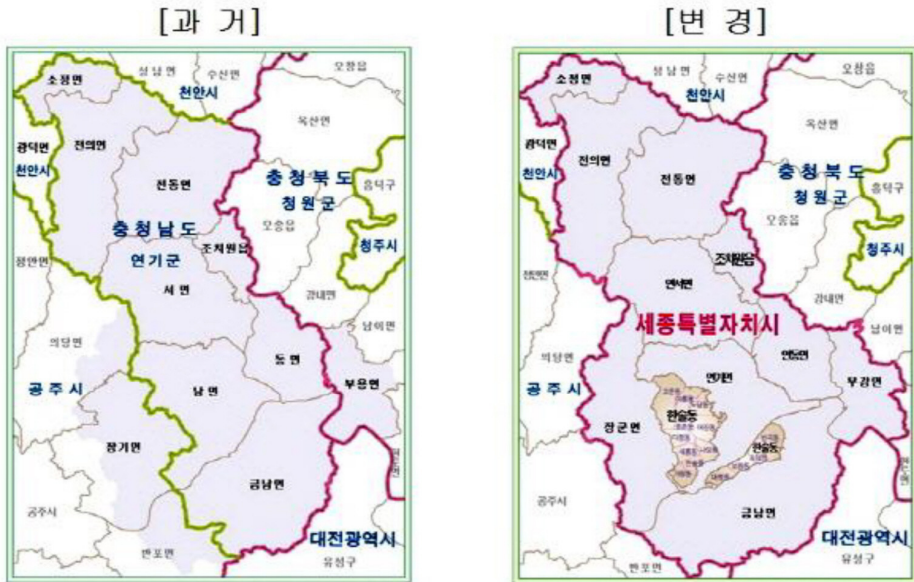 [과 거]
소정면
성남면
수신면
오창읍
천안시
옥산면
광덕면
전의면
천안시
전동면
충청북도
청원군
흥덕구
충청남도
오송읍
조치원읍
청주시
정안면
연기군
서면
강내면
남이면
의당면
동면
공주시
남면
부용면
장기면
금남면
공주시
대전광역시
반포면
유성구
[변 경]
소정면
성남면
수신면
오창읍
천안시
옥산면
광덕면
전의면
천안시
전동면
충청북도
청원군
흥덕구
오송읍
조치원읍
청주시
정안면
연서면
강내면
세종특별자치시
남이면
의당면
연동면
공주시
연기면
부강면
장군면
한솔동
한솔동
금남면
공주시
대전광역시
반포면
유성구